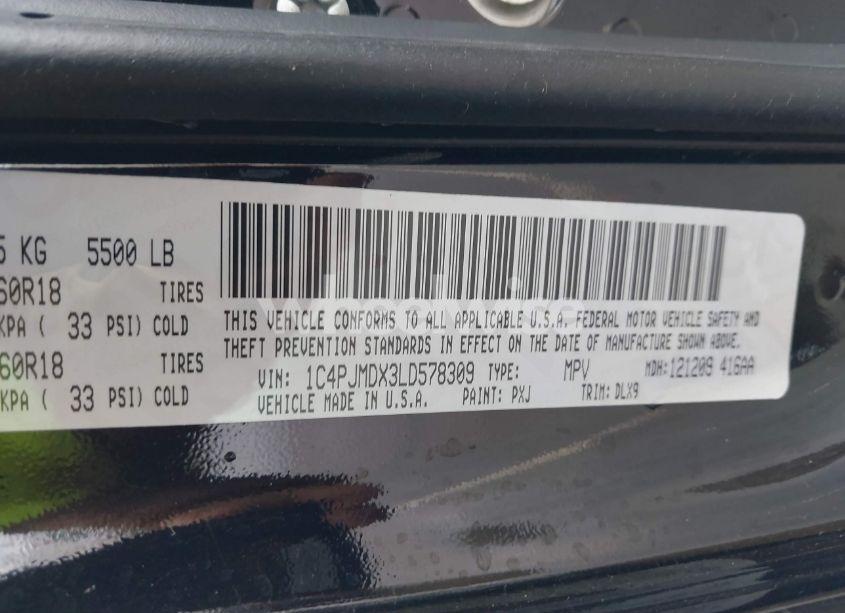 5 KG 5500 LB
60R18 TIRES
KPA ( 33 PSI) COLD
60R18 TIRES
KPA ( 33 PSI) COLD
THIS VEHICLE CONFORMS TO ALL APPLICABLE U.S.A. FEDERAL MOTOR VEHICLE SAFETY AND
THEFT PREVENTION STANDARDS IN EFFECT ON THE DATE OF MANUFACTURE SHOWN ABOVE.
VIN: 1C4PJMDX3LD578309 TYPE: MPV MDH:121209 416AA
VEHICLE MADE IN U.S.A. PAINT: PXJ TRIM: DLX9